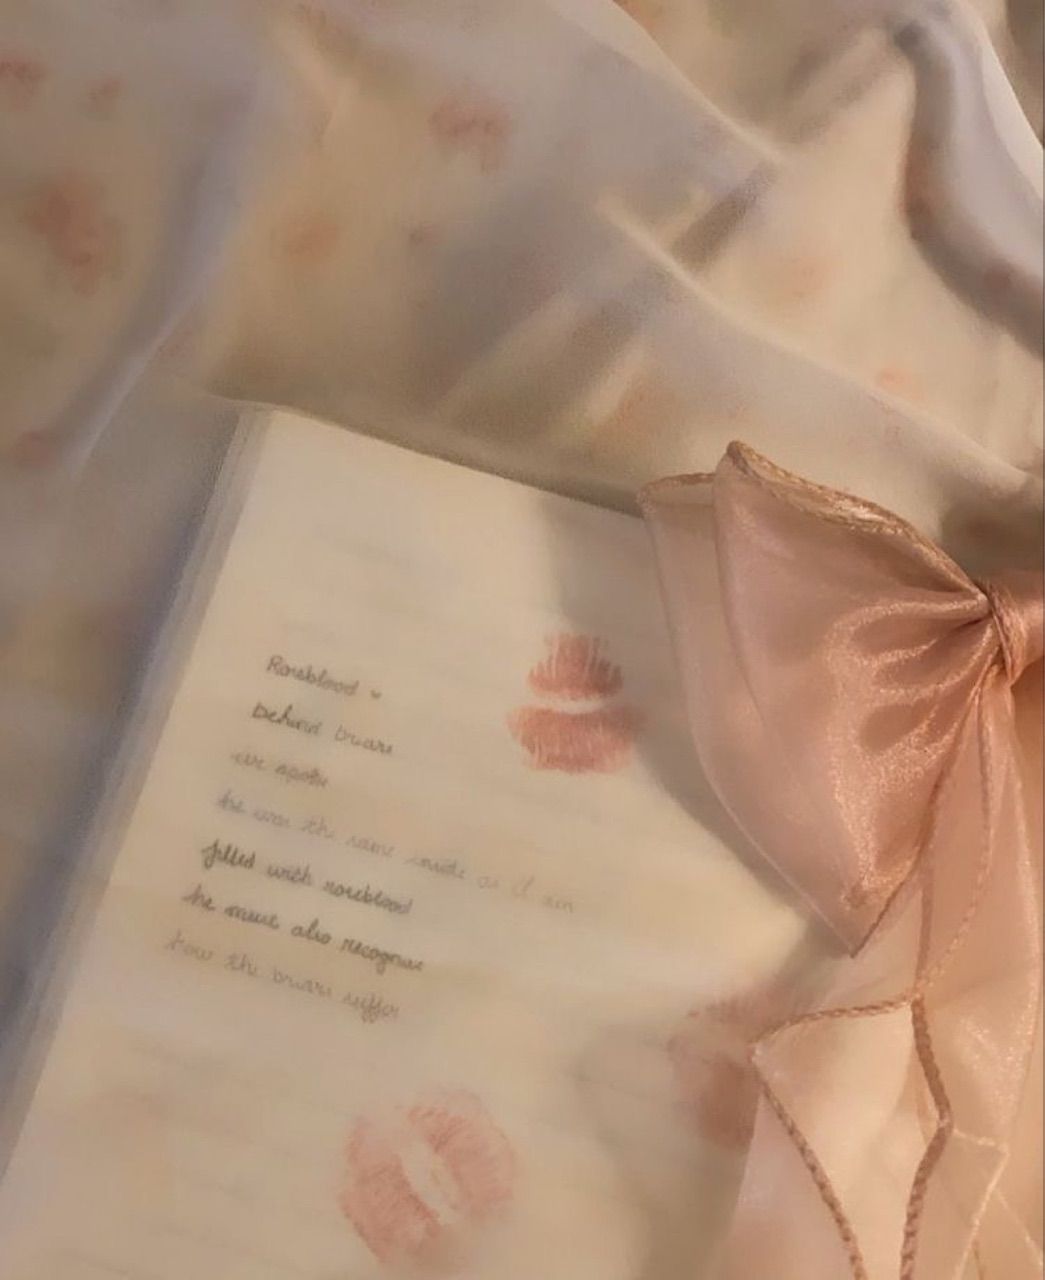 Roseblood
behind briars
we spoke
he was the same inside as I am
filled with roseblood
he must also recognize
how the briars suffer